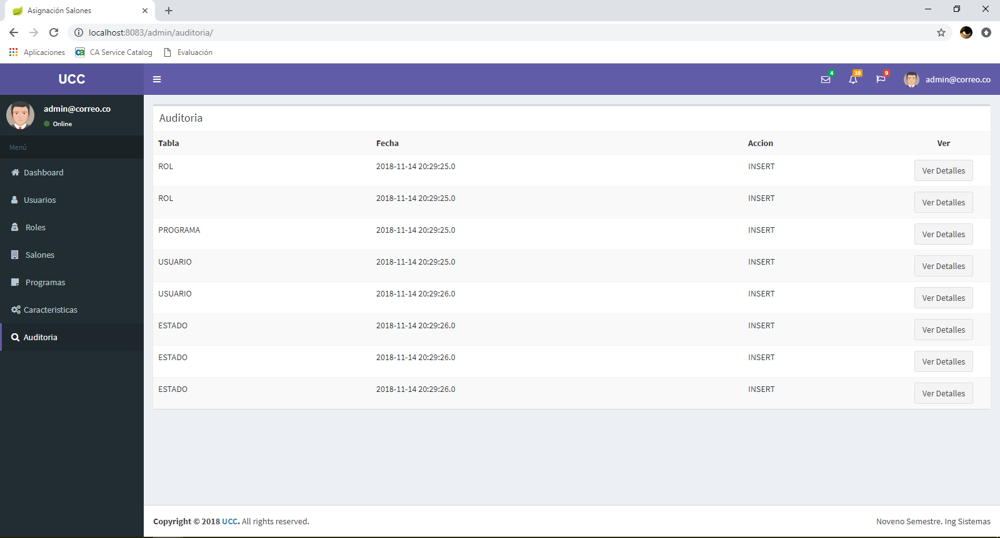 Asignación Salones
localhost:8083/admin/auditoria/
Aplicaciones CA Service Catalog Evaluación
UCC 4 10 9 admin@correo.co
admin@correo.co
Online
Menú
Dashboard
Usuarios
Roles
Salones
Programas
Caracteristicas
Auditoria
Auditoria
Tabla Fecha Accion Ver
ROL 2018-11-14 20:29:25.0 INSERT Ver Detalles
ROL 2018-11-14 20:29:25.0 INSERT Ver Detalles
PROGRAMA 2018-11-14 20:29:25.0 INSERT Ver Detalles
USUARIO 2018-11-14 20:29:25.0 INSERT Ver Detalles
USUARIO 2018-11-14 20:29:26.0 INSERT Ver Detalles
ESTADO 2018-11-14 20:29:26.0 INSERT Ver Detalles
ESTADO 2018-11-14 20:29:26.0 INSERT Ver Detalles
ESTADO 2018-11-14 20:29:26.0 INSERT Ver Detalles
Copyright © 2018 UCC. All rights reserved. Noveno Semestre. Ing Sistemas